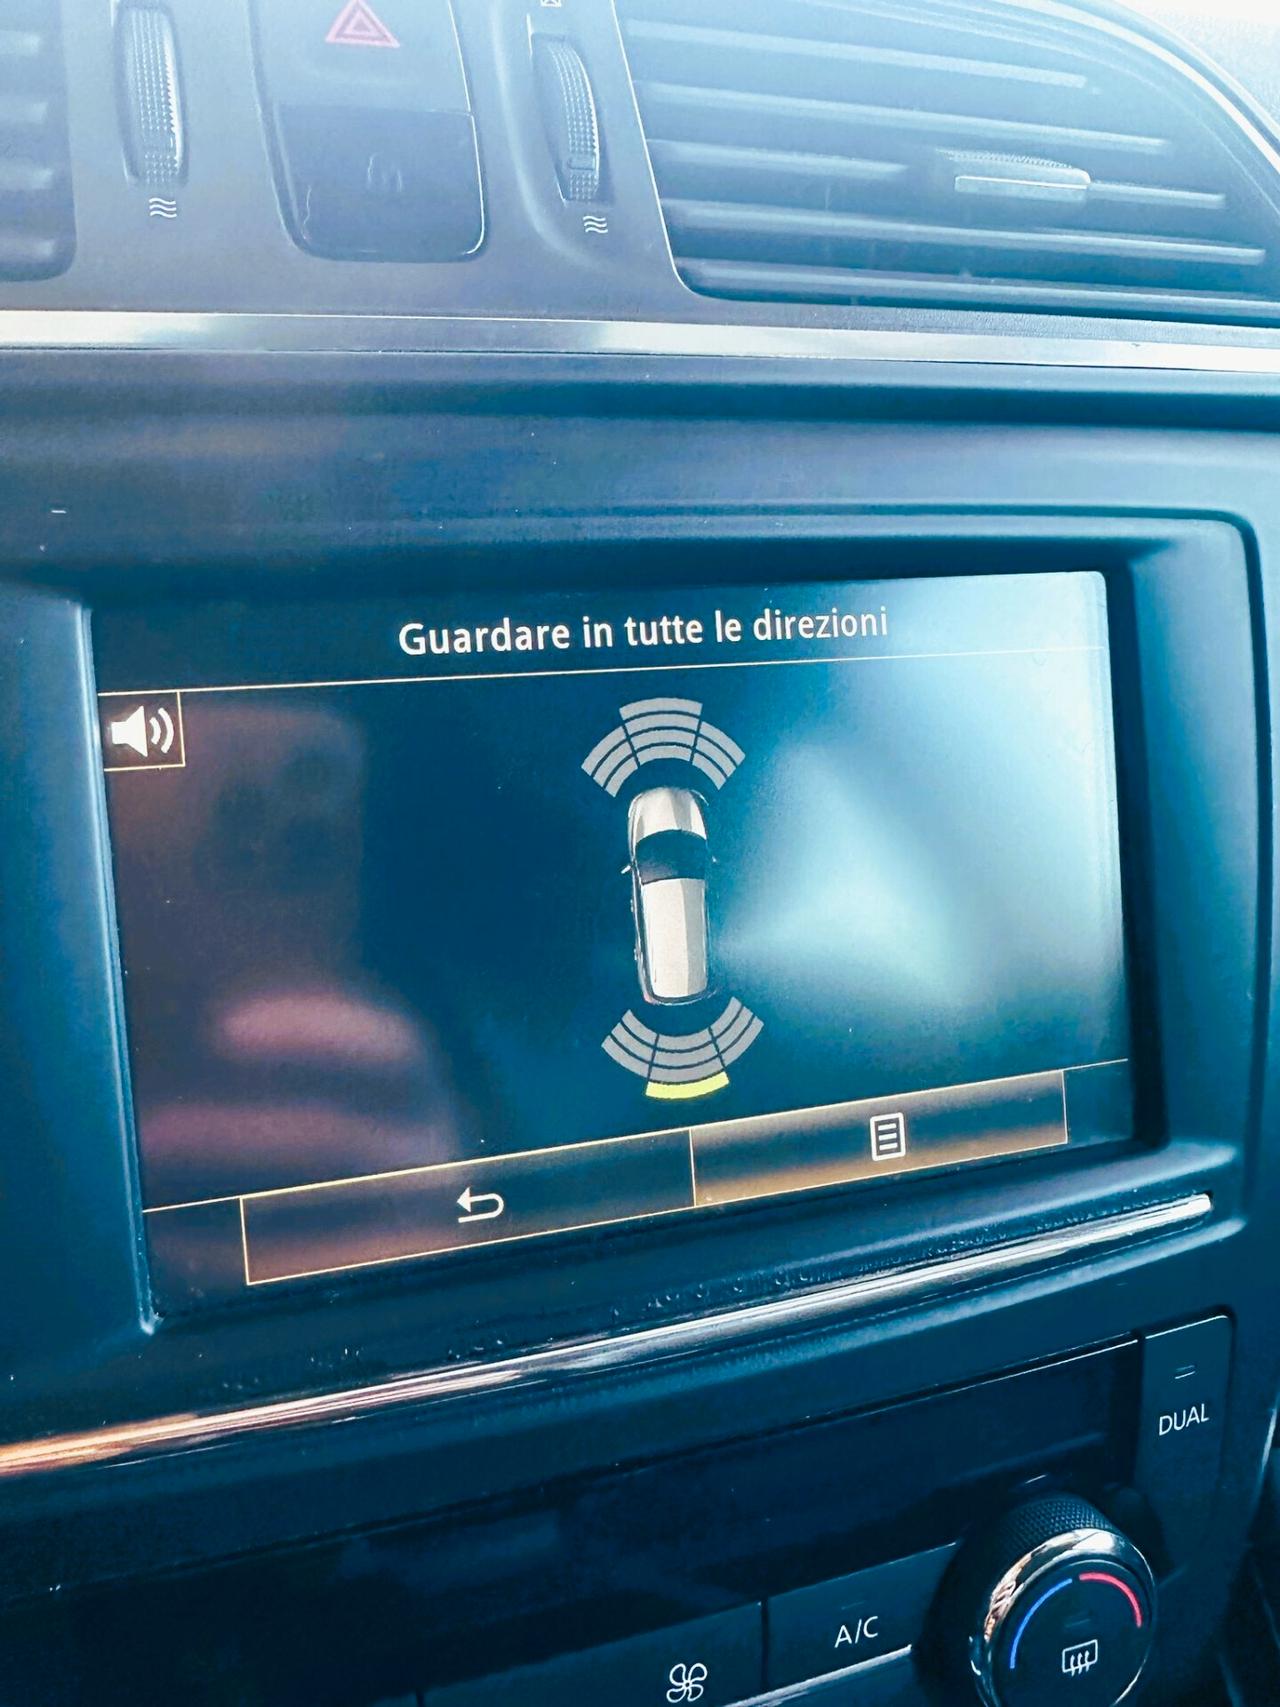 Guardare in tutte le direzioni
DUAL
A/C